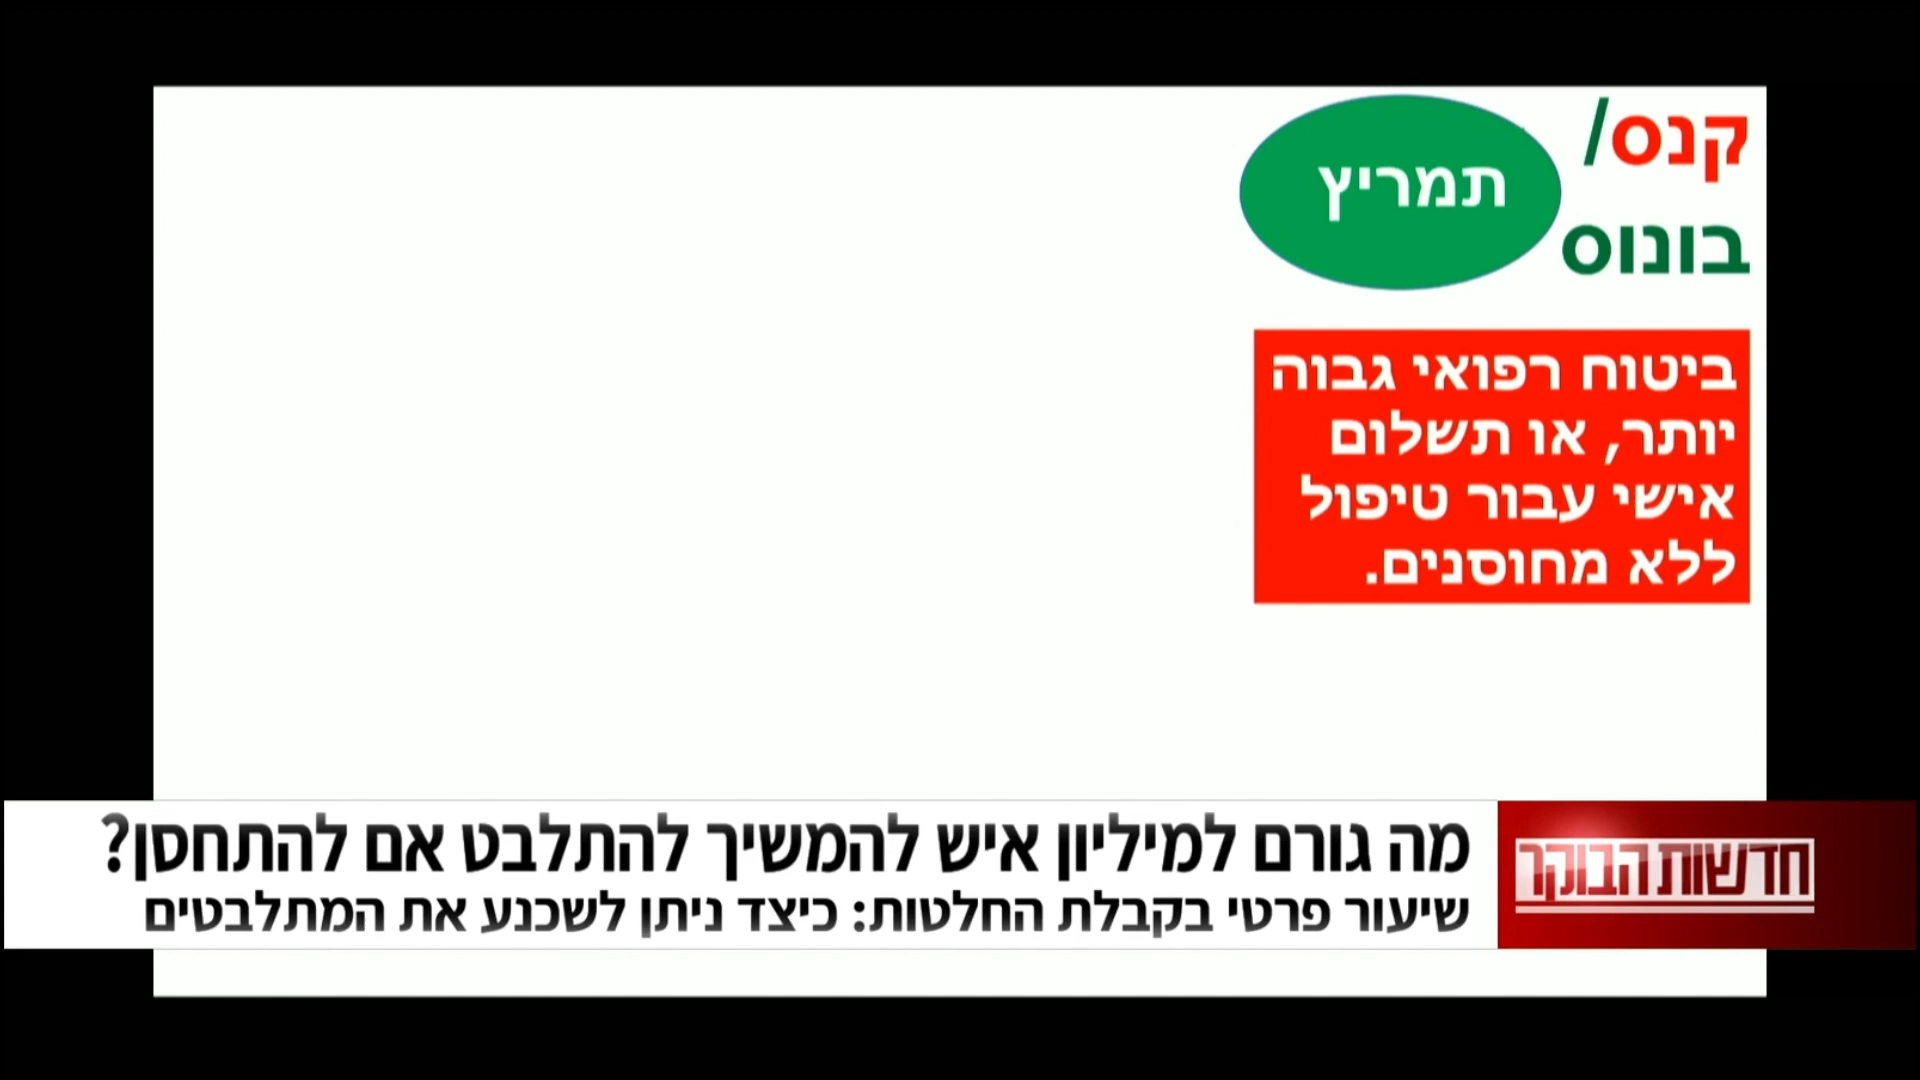 קנס/
בונוס
תמריץ
ביטוח רפואי גבוה
יותר, או תשלום
אישי עבור טיפול
ללא מחוסנים.
חדשות הבוקר
מה גורם למיליון איש להמשיך להתלבט אם להתחסן?
שיעור פרטי בקבלת החלטות: כיצד ניתן לשכנע את המתלבטים